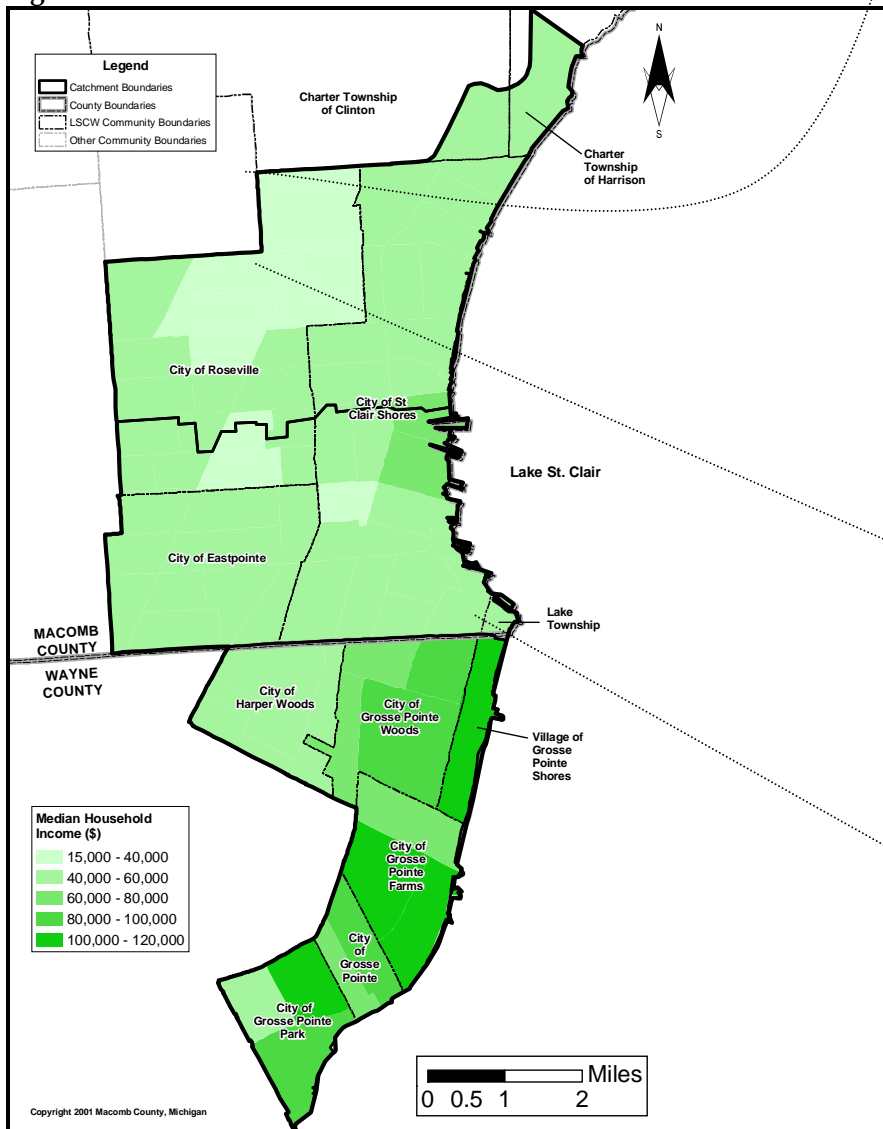 N
S
Legend
Catchment Boundaries
County Boundaries
LSCW Community Boundaries
Other Community Boundaries
Charter Township
of Clinton
Charter
Township
of Harrison
City of Roseville
City of St
Clair Shores
Lake St. Clair
City of Eastpointe
Lake
Township
MACOMB
COUNTY
WAYNE
COUNTY
City of
Harper Woods
City of
Grosse Pointe
Woods
Village of
Grosse
Pointe
Shores
Median Household
Income ($)
15,000 - 40,000
40,000 - 60,000
60,000 - 80,000
80,000 - 100,000
100,000 - 120,000
City of
Grosse
Pointe
Farms
City
of
Grosse
Pointe
City of
Grosse Pointe
Park
Miles
0 0.5 1 2
Copyright 2001 Macomb County, Michigan